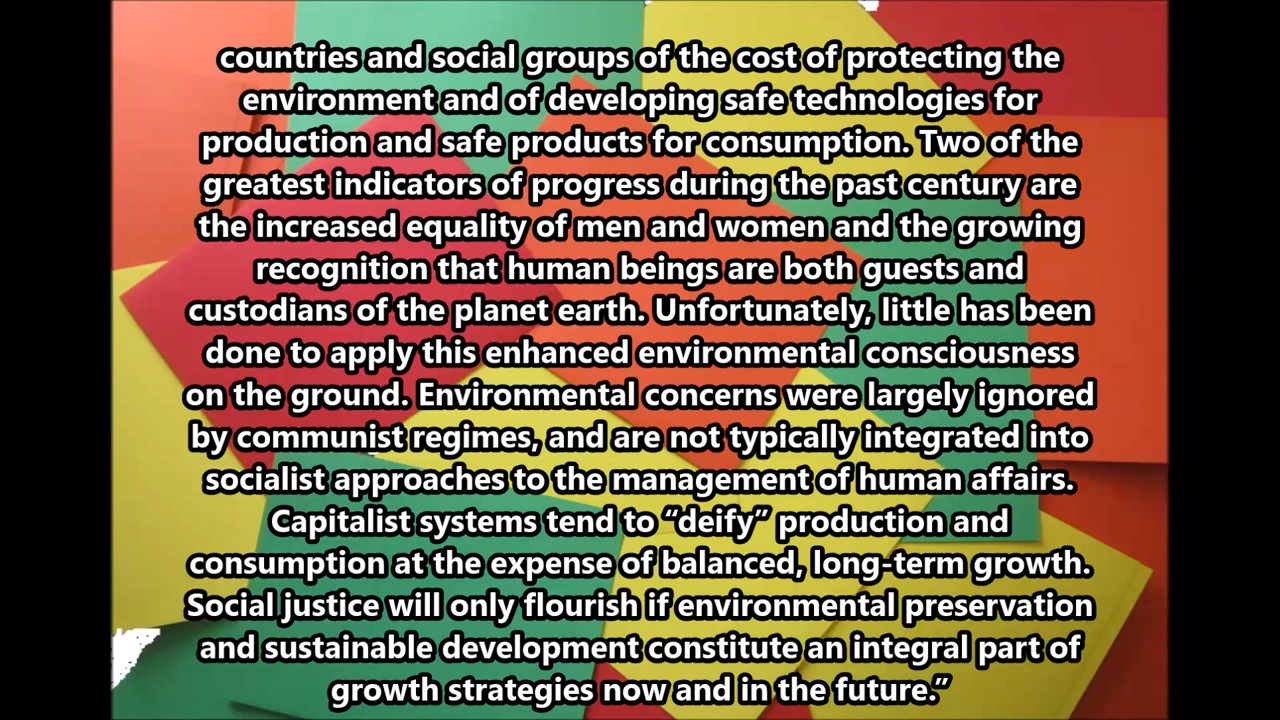 countries and social groups of the cost of protecting the
environment and of developing safe technologies for
production and safe products for consumption. Two of the
greatest indicators of progress during the past century are
the increased equality of men and women and the growing
recognition that human beings are both guests and
custodians of the planet earth. Unfortunately, little has been
done to apply this enhanced environmental consciousness
on the ground. Environmental concerns were largely ignored
by communist regimes, and are not typically integrated into
socialist approaches to the management of human affairs.
Capitalist systems tend to “deify” production and
consumption at the expense of balanced, long-term growth.
Social justice will only flourish if environmental preservation
and sustainable development constitute an integral part of
growth strategies now and in the future.”